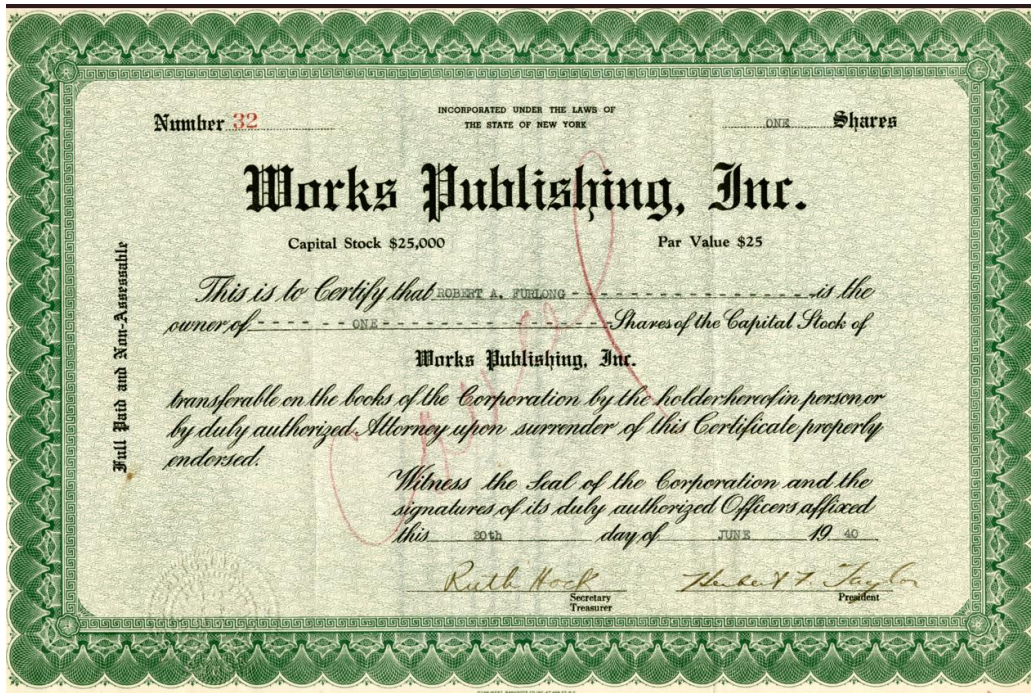 INCORPORATED UNDER THE LAWS OF
THE STATE OF NEW YORK
Number 32
ONE Shares
Works Publishing, Inc.
Capital Stock $25,000 Par Value $25
Full Paid and Non-Assessable
This is to Certify that ROBERT A. FURLONG - - - - - - - - - - - - - - - - - is the
owner of - - - - - - ONE - - - - - - - - - - - - - - - Shares of the Capital Stock of
Works Publishing, Inc.
transferable on the books of the Corporation by the holder hereof in person or
by duly authorized Attorney upon surrender of this Certificate properly
endorsed.
Witness the Seal of the Corporation and the
signatures of its duly authorized Officers affixed
this 20th day of JUNE 19 40
Ruth Hock Herbert F. Taylor
Secretary President
Treasurer